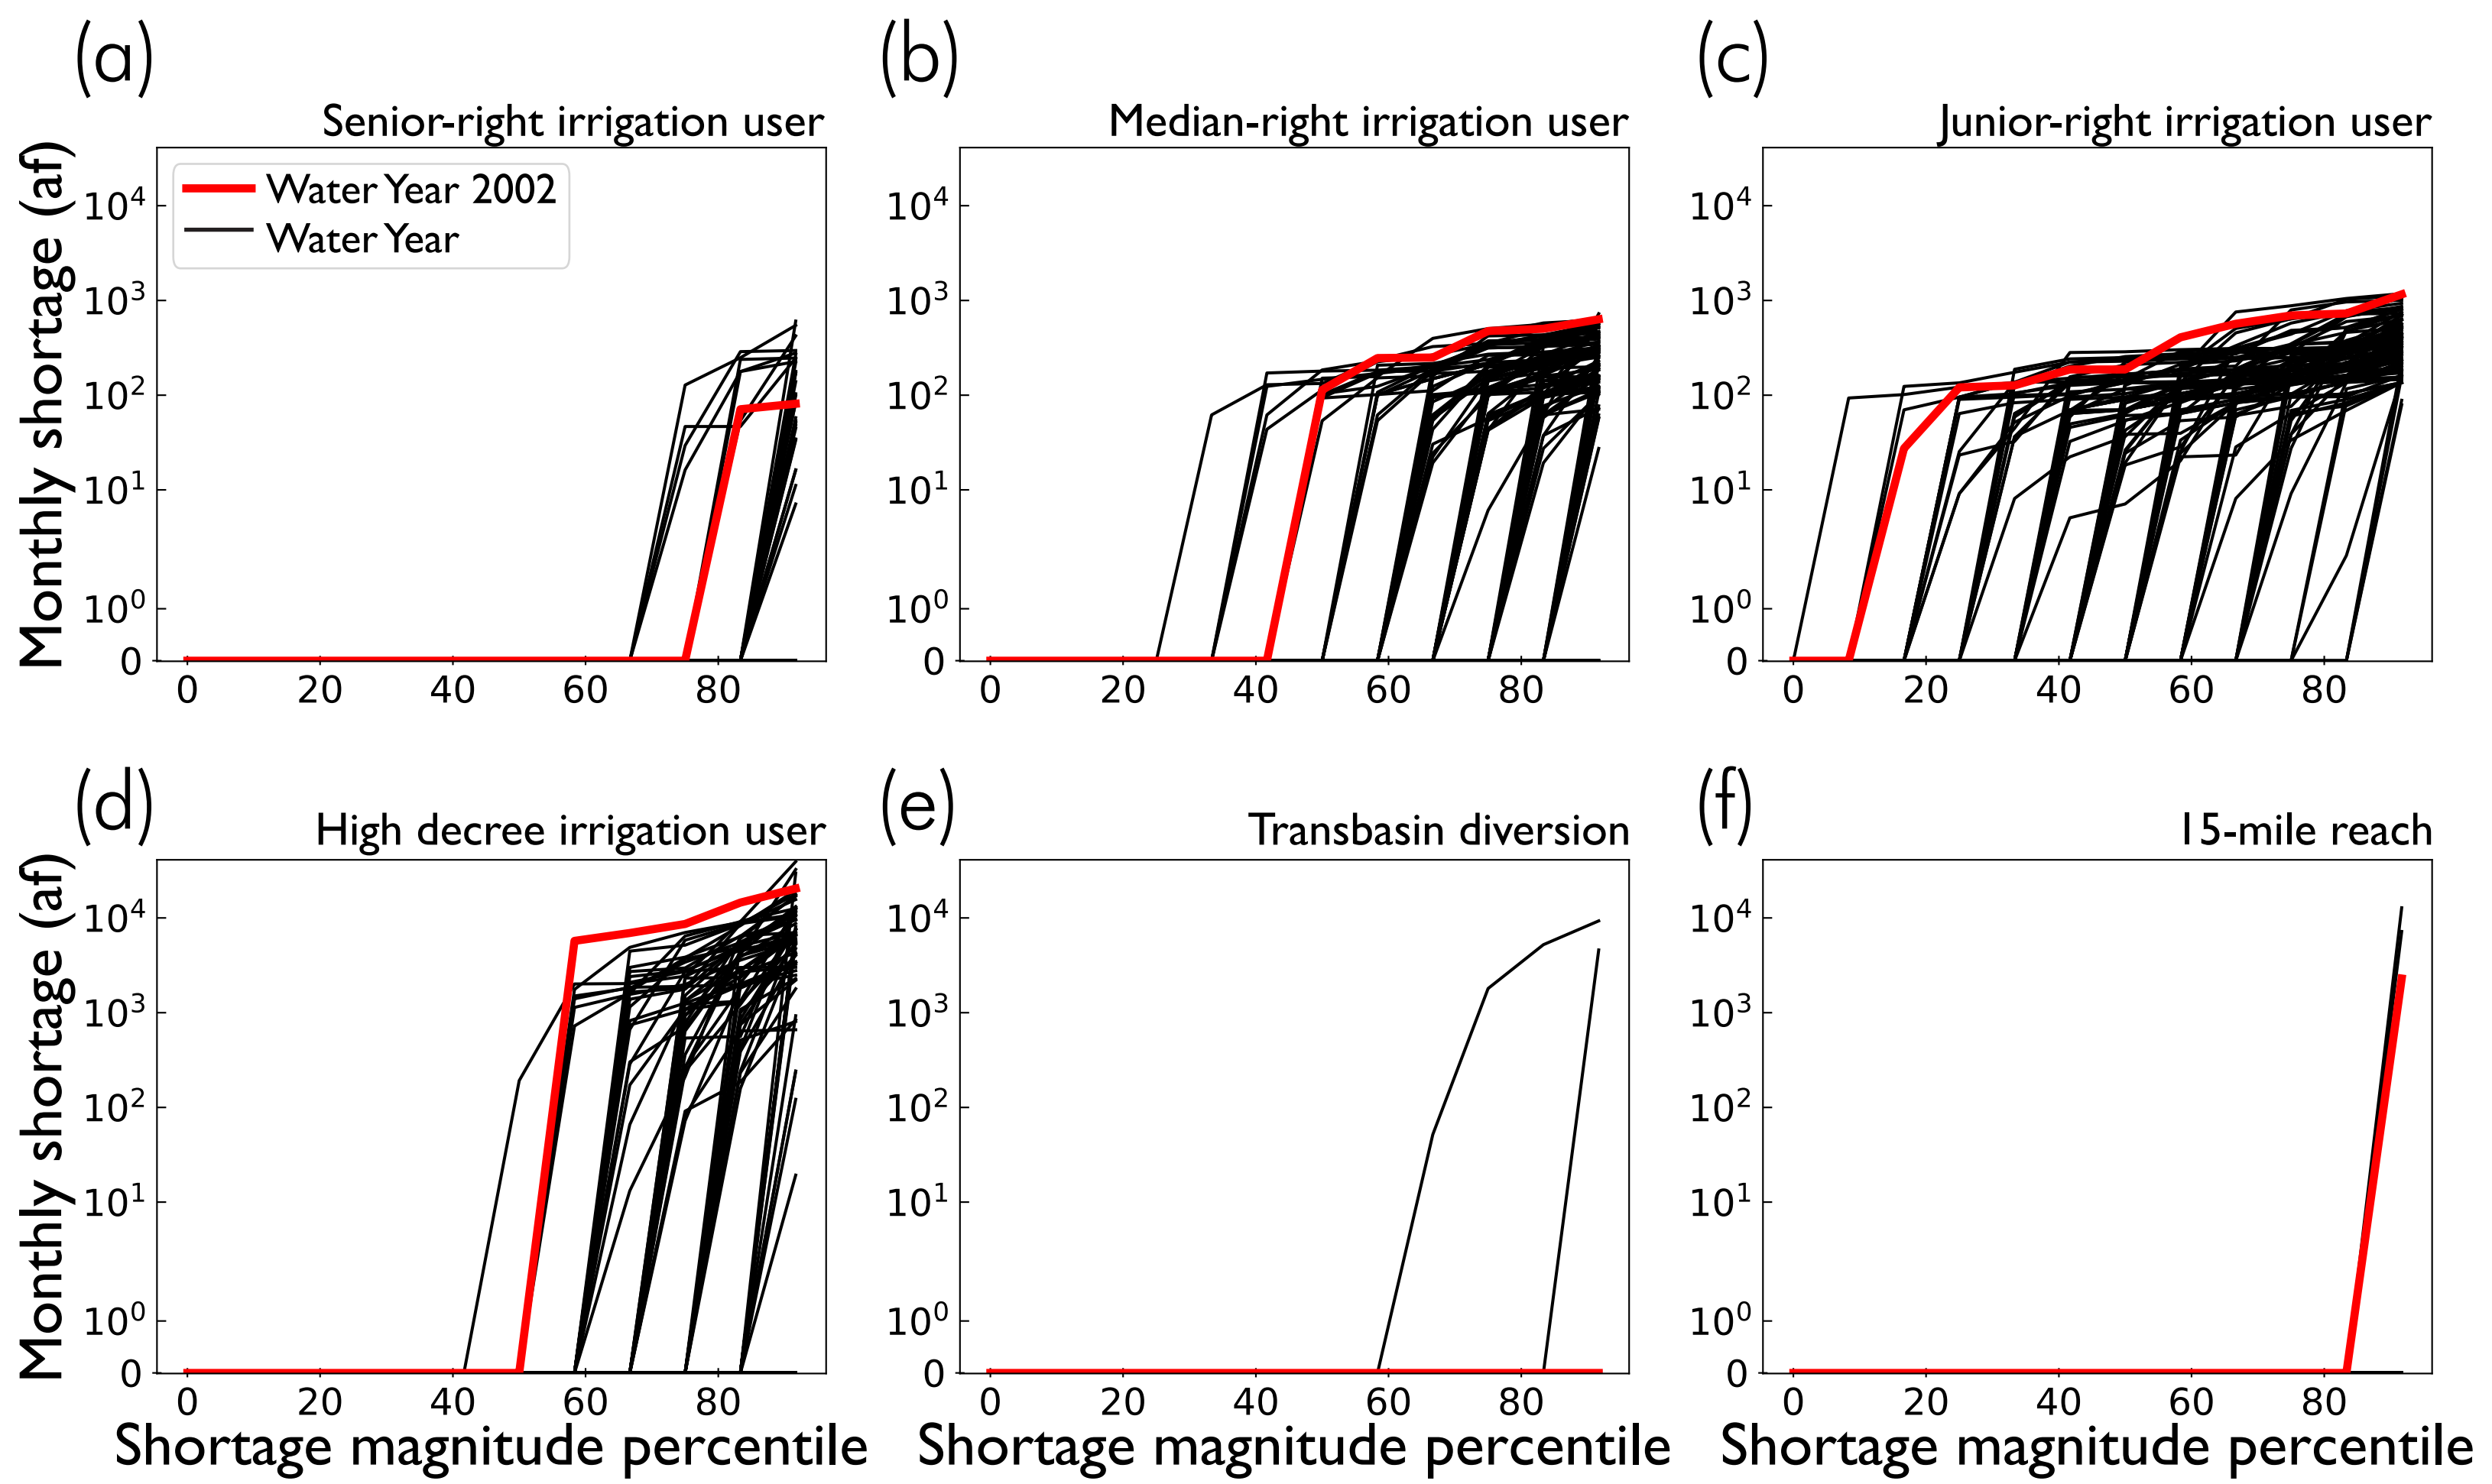 (a)
(b)
(c)
Senior-right irrigation user
Median-right irrigation user
Junior-right irrigation user
Monthly shortage (af)
Water Year 2002
Water Year
10⁴
10³
10²
10¹
10⁰
0
0 20 40 60 80
10⁴
10³
10²
10¹
10⁰
0
0 20 40 60 80
10⁴
10³
10²
10¹
10⁰
0
0 20 40 60 80
(d)
(e)
(f)
High decree irrigation user
Transbasin diversion
15-mile reach
Monthly shortage (af)
10⁴
10³
10²
10¹
10⁰
0
0 20 40 60 80
Shortage magnitude percentile
10⁴
10³
10²
10¹
10⁰
0
0 20 40 60 80
Shortage magnitude percentile
10⁴
10³
10²
10¹
10⁰
0
0 20 40 60 80
Shortage magnitude percentile